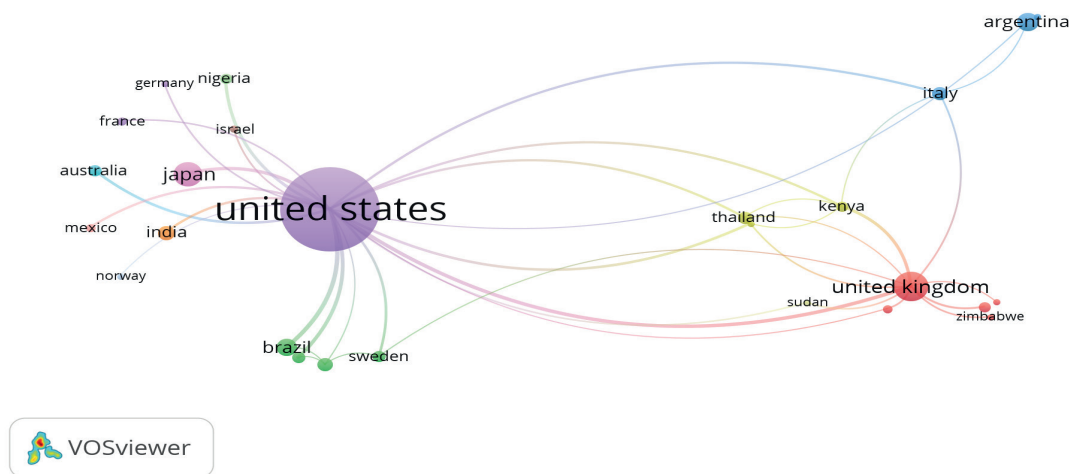 argentina
germany
nigeria
italy
france
israel
australia
japan
united states
kenya
thailand
mexico
india
norway
united kingdom
sudan
zimbabwe
brazil
sweden
VOSviewer